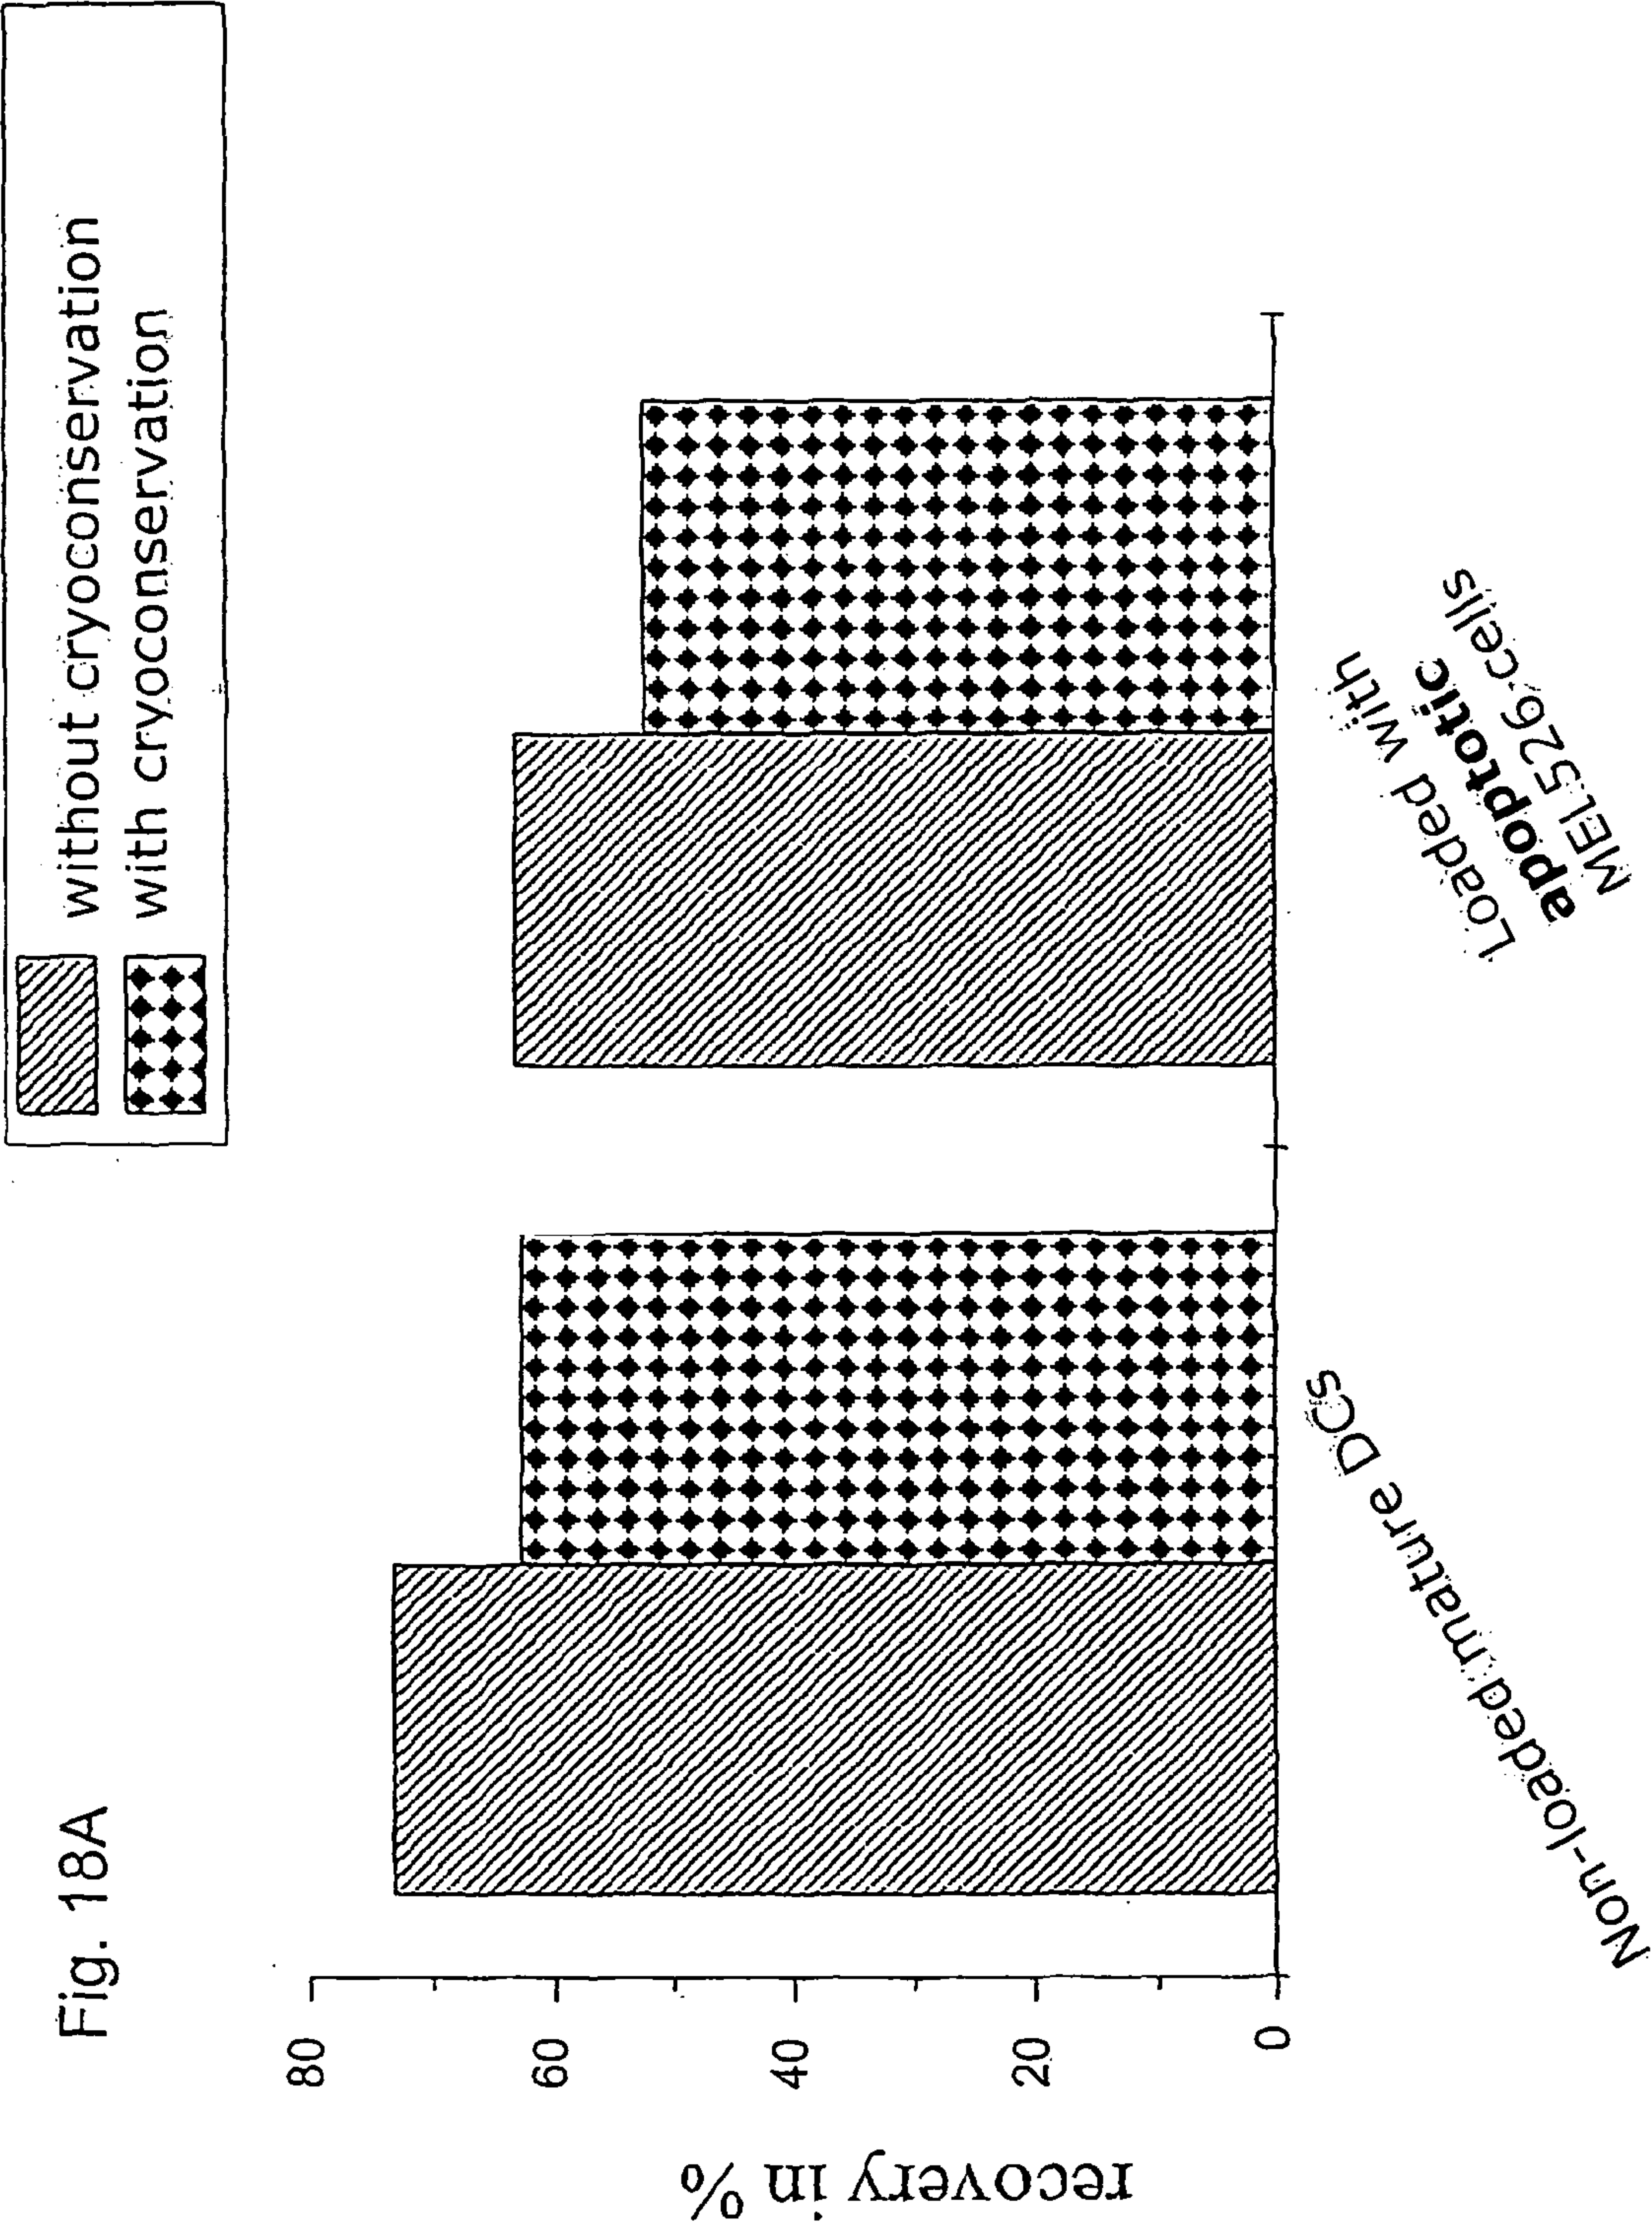 Fig. 18A
without cryoconservation
with cryoconservation
recovery in %
80
60
40
20
0
Non-loaded mature DCs
Loaded with
apoptotic
MEL526 cells